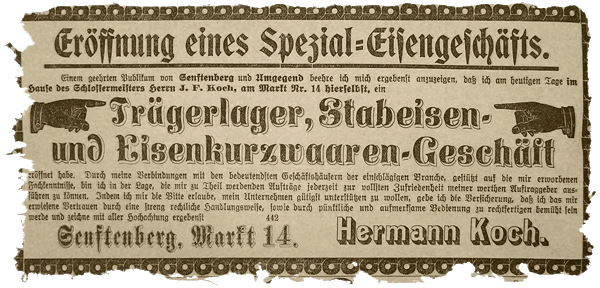 Eröffnung eines Spezial-Eisengeschäfts.
Einem geehrten Publikum von Senftenberg und Umgegend beehre ich mich ergebenst anzuzeigen, daß ich am heutigen Tage im
Hause des Schlossermeisters Herrn J. F. Koch, am Markt Nr. 14 hierselbst, ein
Trägerlager, Stabeisen-
und Eisenkurzwaaren-Geschäft
eröffnet habe. Durch meine Verbindungen mit den bedeutendsten Geschäftshäusern der einschlägigen Branche, gestützt auf die mir erworbenen
Fachkenntnisse, bin ich in der Lage, die mir zu Theil werdenden Aufträge jederzeit zur vollsten Zufriedenheit meiner werthen Auftraggeber aus-
führen zu können. Indem ich mir die Bitte erlaube, mein Unternehmen gütigst unterstützen zu wollen, gebe ich die Versicherung, daß ich das mir
erwiesene Vertrauen durch eine streng rechtliche Handlungsweise, sowie durch pünktliche und aufmerksame Bedienung zu rechtfertigen bemüht sein
werde und zeichne mit aller Hochachtung ergebenst 442
Senftenberg, Markt 14. Hermann Koch.